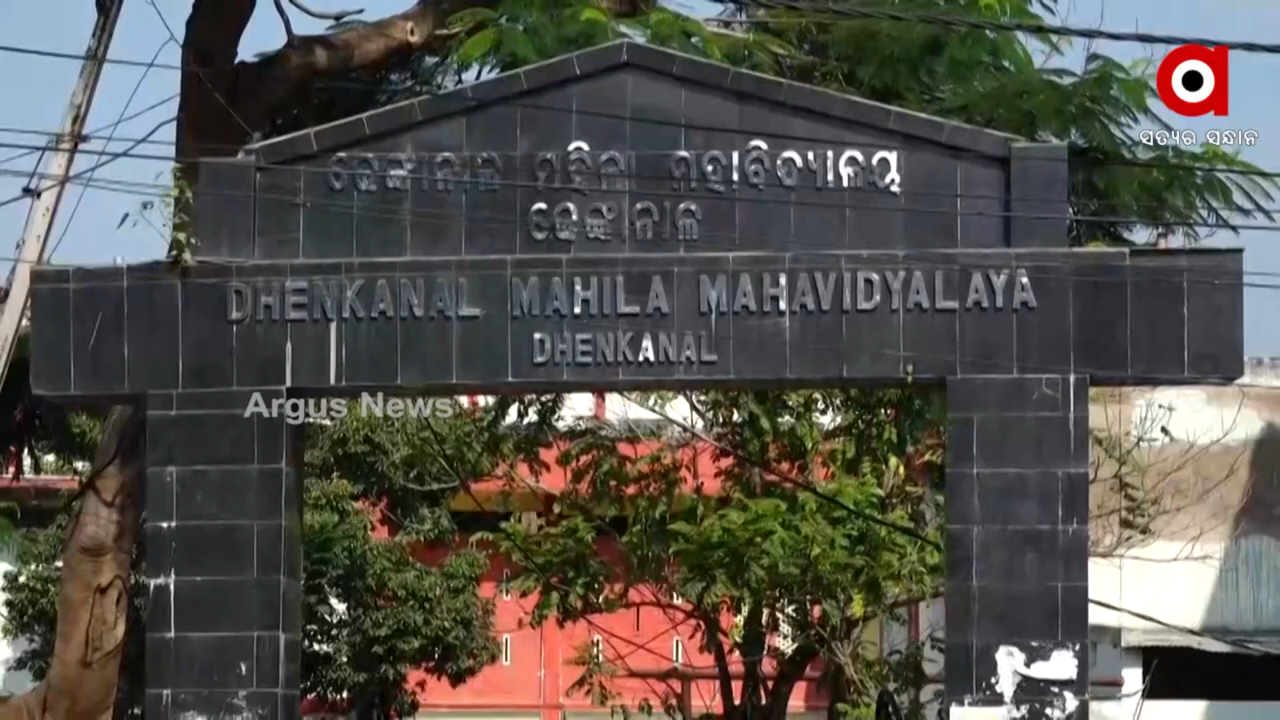 ସତ୍ୟର ସନ୍ଧାନ
ଢେଙ୍କାନାଳ ମହିଳା ମହାବିଦ୍ୟାଳୟ
ଢେଙ୍କାନାଳ
DHENKANAL MAHILA MAHAVIDYALAYA
DHENKANAL
Argus News